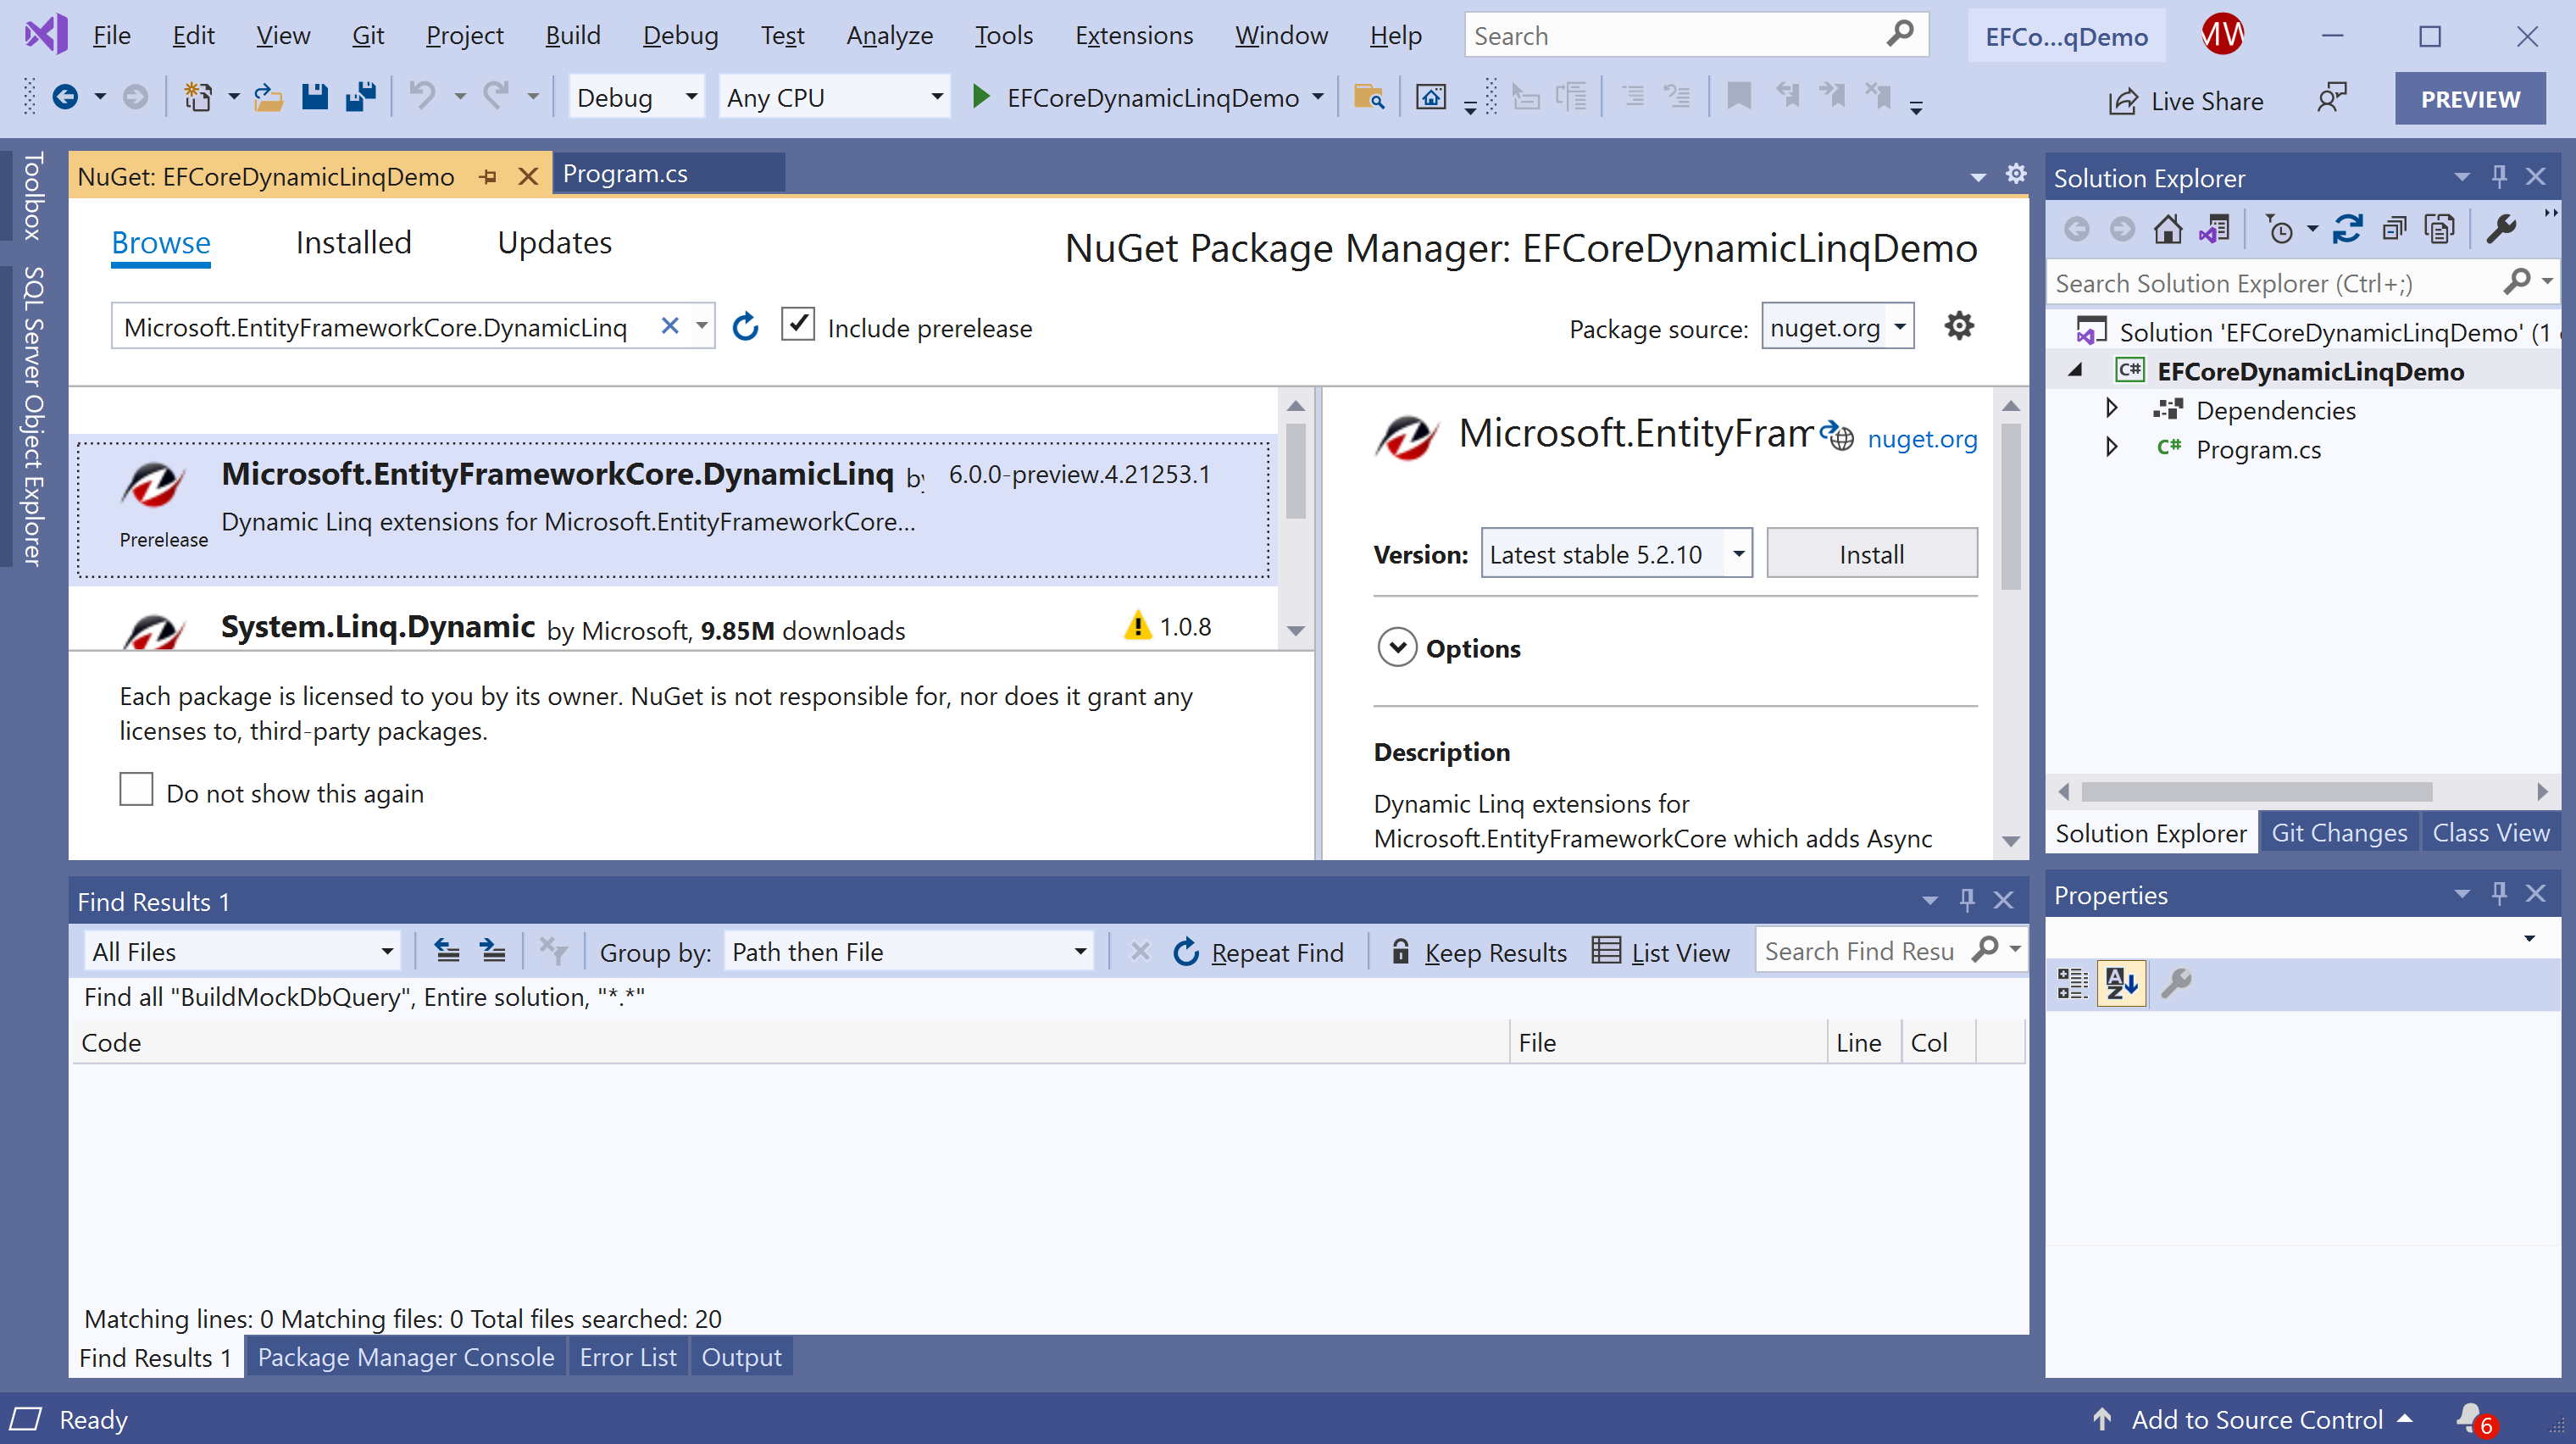 File Edit View Git Project Build Debug Test Analyze Tools Extensions Window Help Search EFCo...qDemo MW
Debug Any CPU EFCoreDynamicLinqDemo Live Share PREVIEW
Toolbox
SQL Server Object Explorer
NuGet: EFCoreDynamicLinqDemo Program.cs
Browse Installed Updates
NuGet Package Manager: EFCoreDynamicLinqDemo
Microsoft.EntityFrameworkCore.DynamicLinq Include prerelease
Package source: nuget.org
Microsoft.EntityFrameworkCore.DynamicLinq by 6.0.0-preview.4.21253.1
Dynamic Linq extensions for Microsoft.EntityFrameworkCore...
Prerelease
System.Linq.Dynamic by Microsoft, 9.85M downloads 1.0.8
Each package is licensed to you by its owner. NuGet is not responsible for, nor does it grant any
licenses to, third-party packages.
Do not show this again
Microsoft.EntityFram nuget.org
Version: Latest stable 5.2.10 Install
Options
Description
Dynamic Linq extensions for
Microsoft.EntityFrameworkCore which adds Async
Find Results 1
All Files Group by: Path then File Repeat Find Keep Results List View Search Find Resu
Find all "BuildMockDbQuery", Entire solution, "*.*"
Code File Line Col
Matching lines: 0 Matching files: 0 Total files searched: 20
Find Results 1 Package Manager Console Error List Output
Solution Explorer
Search Solution Explorer (Ctrl+;)
Solution 'EFCoreDynamicLinqDemo' (1
C# EFCoreDynamicLinqDemo
Dependencies
C# Program.cs
Solution Explorer Git Changes Class View
Properties
Ready Add to Source Control 6